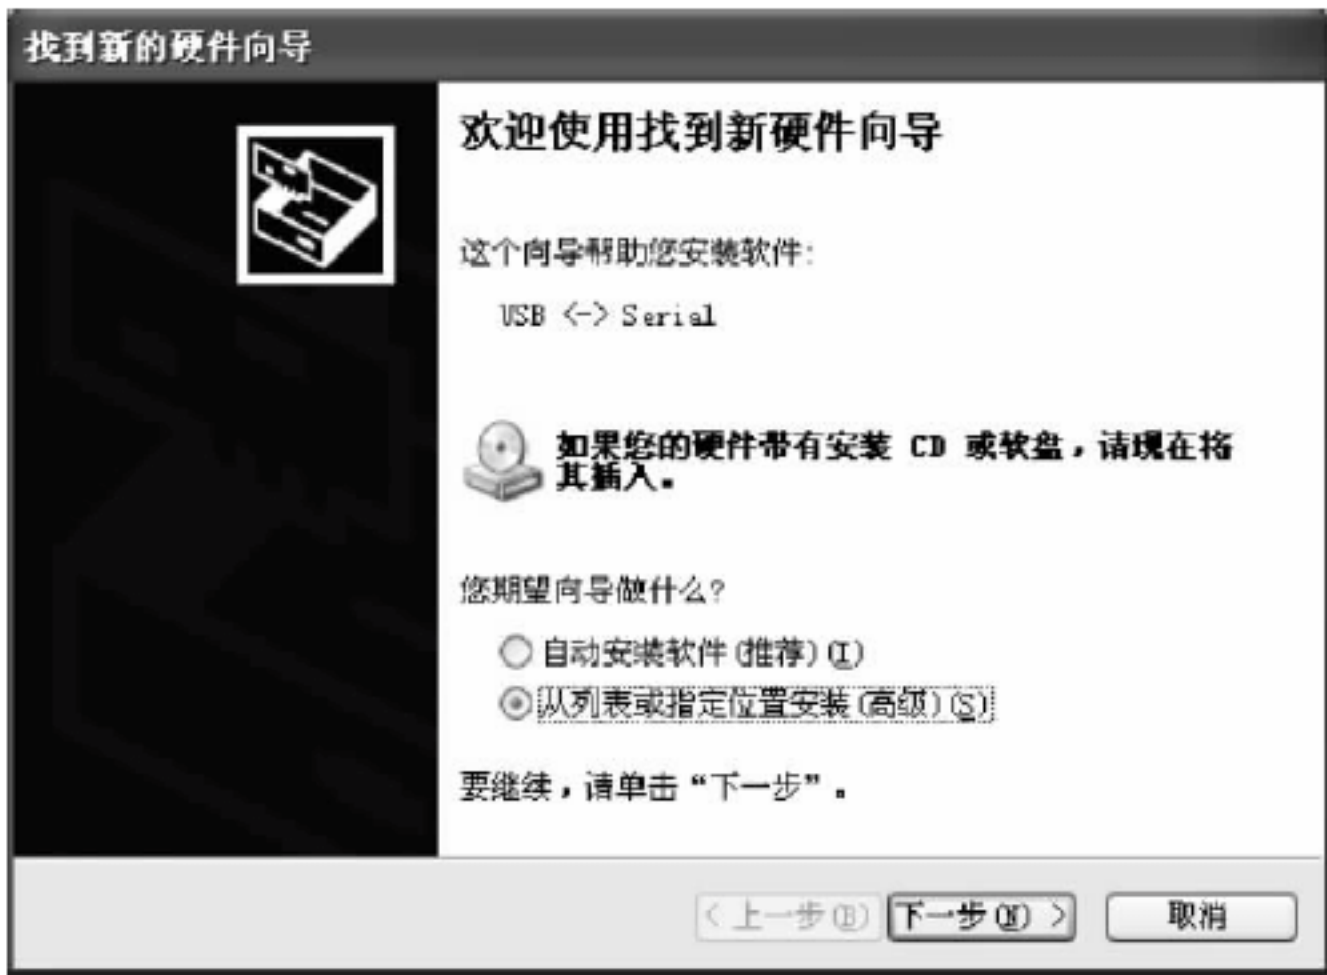 找到新的硬件向导
欢迎使用找到新硬件向导
这个向导帮助您安装软件:
USB <-> Serial
如果您的硬件带有安装 CD 或软盘，请现在将
其插入。
您期望向导做什么?
自动安装软件(推荐)(I)
从列表或指定位置安装(高级)(S)
要继续，请单击“下一步”。
< 上一步(B) 下一步(N) > 取消